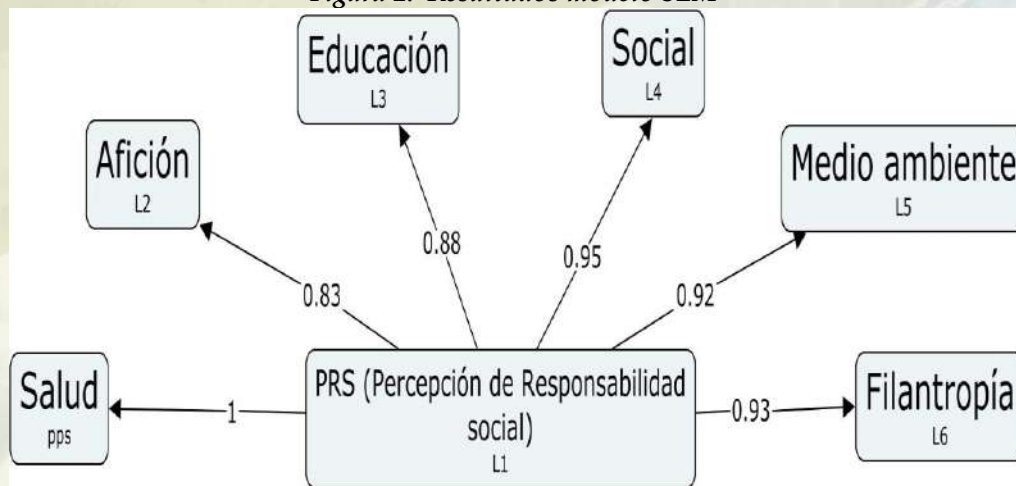 Figura 2. Resultados modelo SEM
Educación
L3
Social
L4
Afición
L2
Medio ambiente
L5
0.88
0.95
0.83
0.92
Salud
pps
1
PRS (Percepción de Responsabilidad
social)
L1
0.93
Filantropía
L6